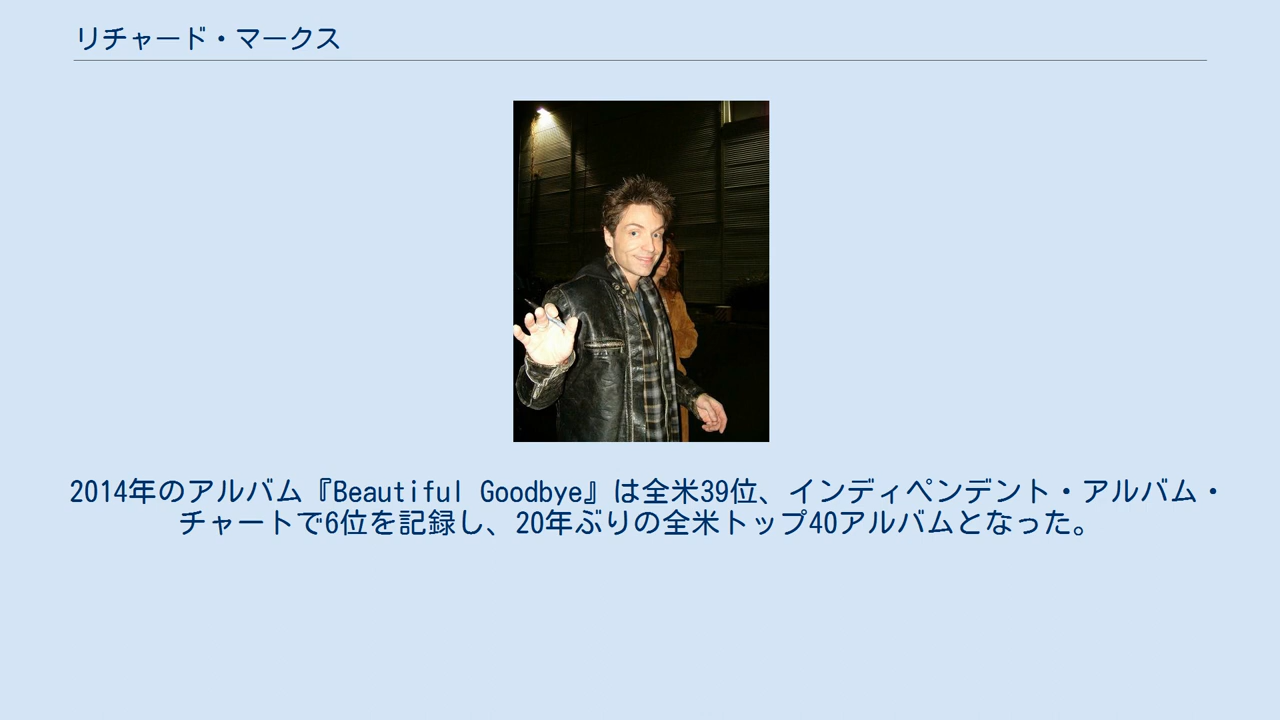 リチャード・マークス
2014年のアルバム『Beautiful Goodbye』は全米39位、インディペンデント・アルバム・
チャートで6位を記録し、20年ぶりの全米トップ40アルバムとなった。